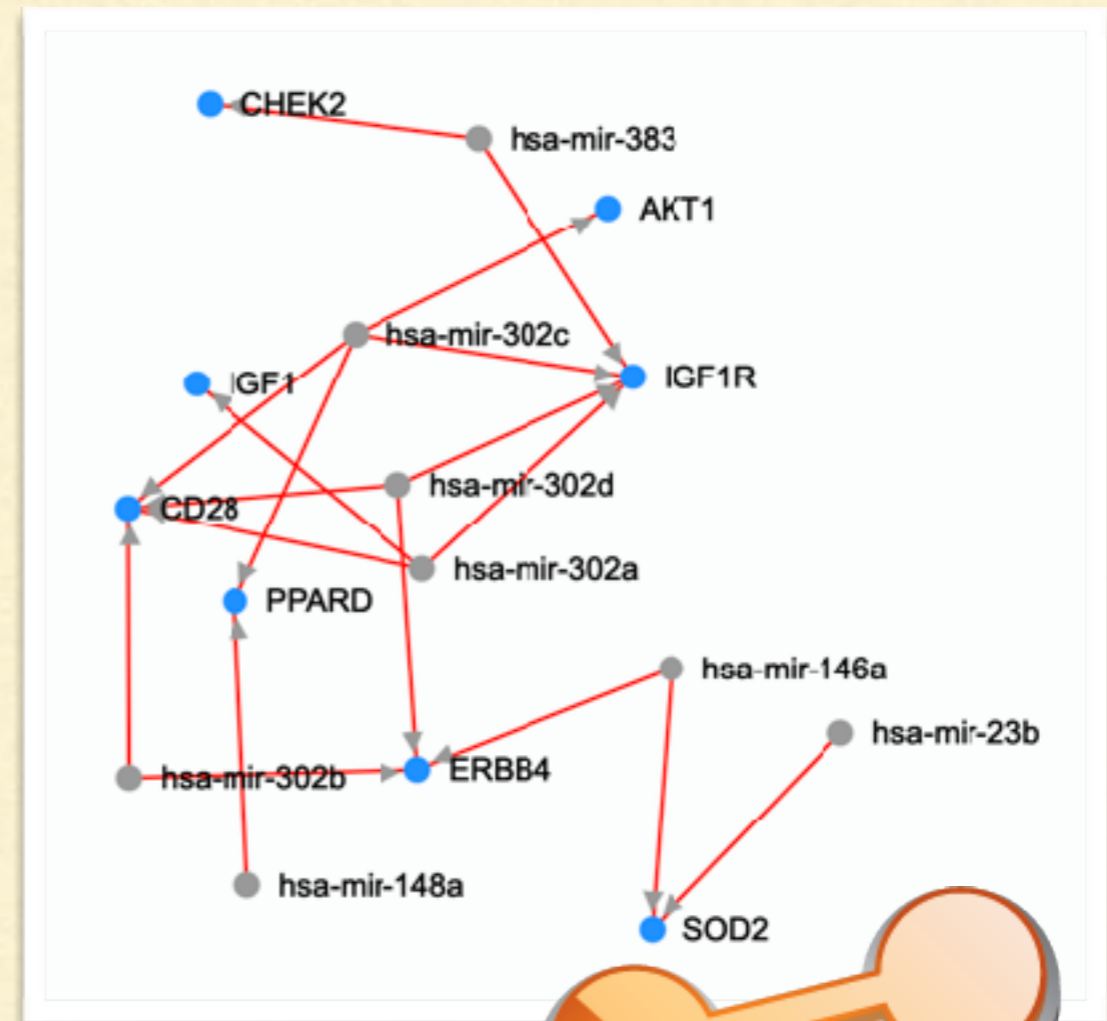 CHEK2
hsa-mir-383
AKT1
hsa-mir-302c
IGF1
IGF1R
hsa-mir-302d
CD28
hsa-mir-302a
PPARD
hsa-mir-146a
hsa-mir-23b
ERBB4
hsa-mir-302b
hsa-mir-148a
SOD2